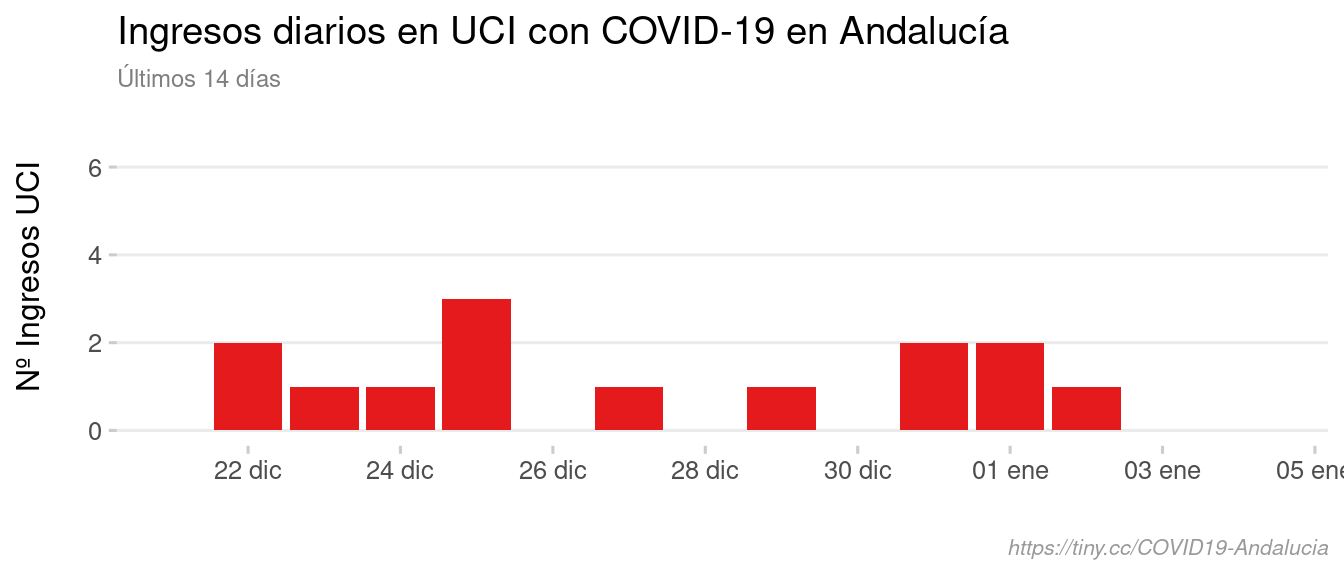 Ingresos diarios en UCI con COVID-19 en Andalucía
Últimos 14 días
Nº Ingresos UCI
6
4
2
0
22 dic 24 dic 26 dic 28 dic 30 dic 01 ene 03 ene 05 ene
https://tiny.cc/COVID19-Andalucia